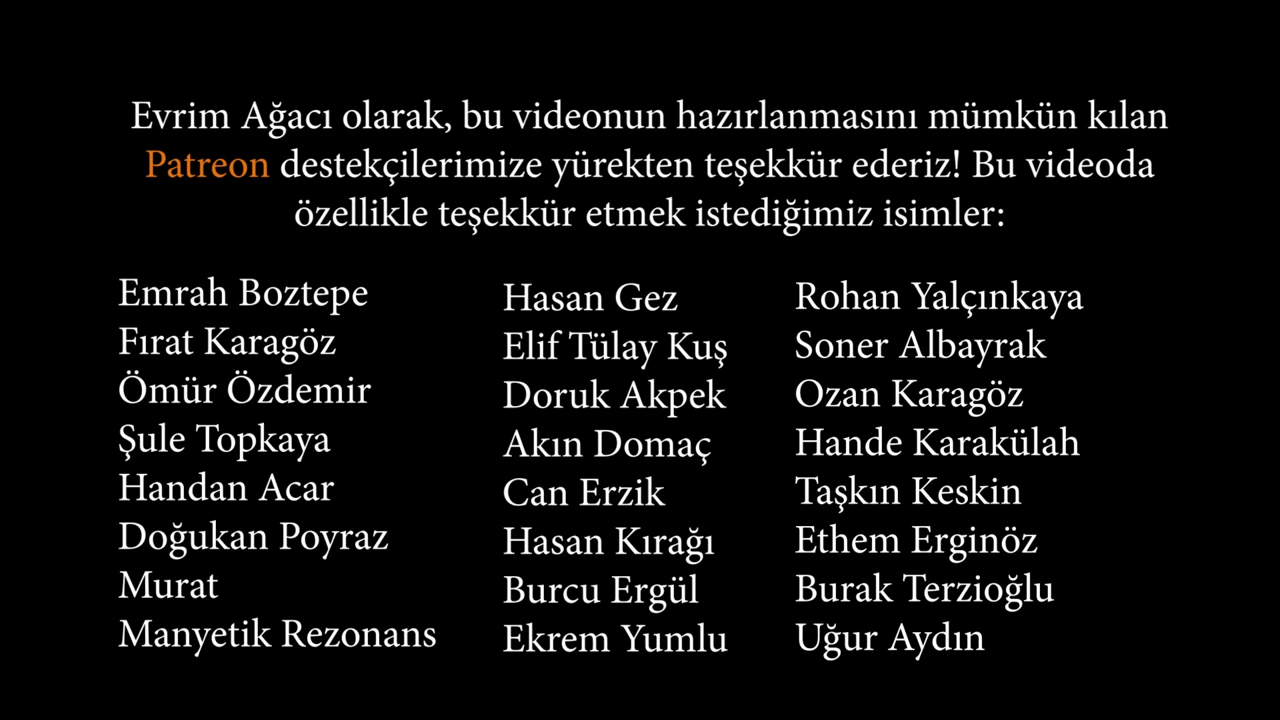 Evrim Ağacı olarak, bu videonun hazırlanmasını mümkün kılan
Patreon destekçilerimize yürekten teşekkür ederiz! Bu videoda
özellikle teşekkür etmek istediğimiz isimler:
Emrah Boztepe
Fırat Karagöz
Ömür Özdemir
Şule Topkaya
Handan Acar
Doğukan Poyraz
Murat
Manyetik Rezonans
Hasan Gez
Elif Tülay Kuş
Doruk Akpek
Akın Domaç
Can Erzik
Hasan Kırağı
Burcu Ergül
Ekrem Yumlu
Rohan Yalçınkaya
Soner Albayrak
Ozan Karagöz
Hande Karakülah
Taşkın Keskin
Ethem Erginöz
Burak Terzioğlu
Uğur Aydın